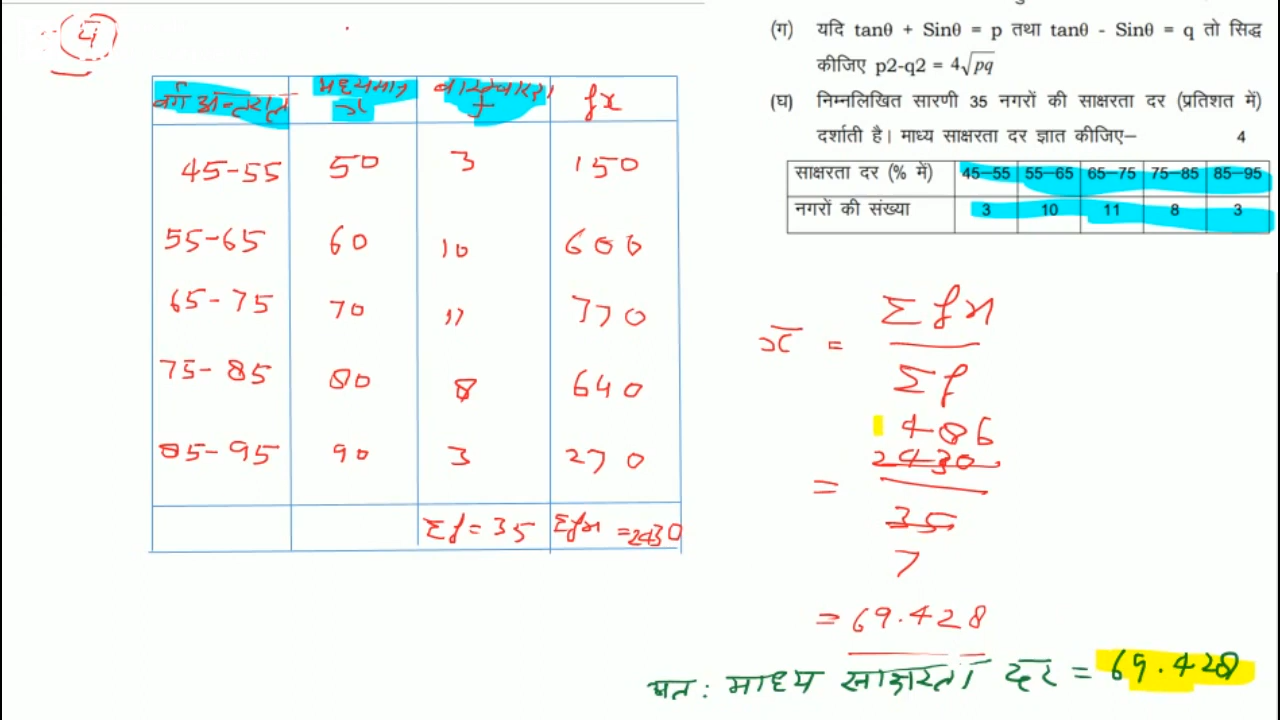 घ
वर्ग अन्तराल मध्यमान x बारम्बारता f fx
45-55 50 3 150
55-65 60 10 600
65-75 70 11 770
75-85 80 8 640
85-95 90 3 270
Σf = 35 Σfx = 2430
(ग) यदि tanθ + Sinθ = p तथा tanθ - Sinθ = q तो सिद्ध
कीजिए p2-q2 = 4√pq
(घ) निम्नलिखित सारणी 35 नगरों की साक्षरता दर (प्रतिशत में)
दर्शाती है। माध्य साक्षरता दर ज्ञात कीजिए– 4
साक्षरता दर (% में) 45–55 55–65 65–75 75–85 85–95
नगरों की संख्या 3 10 11 8 3
x̄ = Σfx
Σf
486
= 2430
35
7
= 69.428
अत: माध्य साक्षरता दर = 69.428